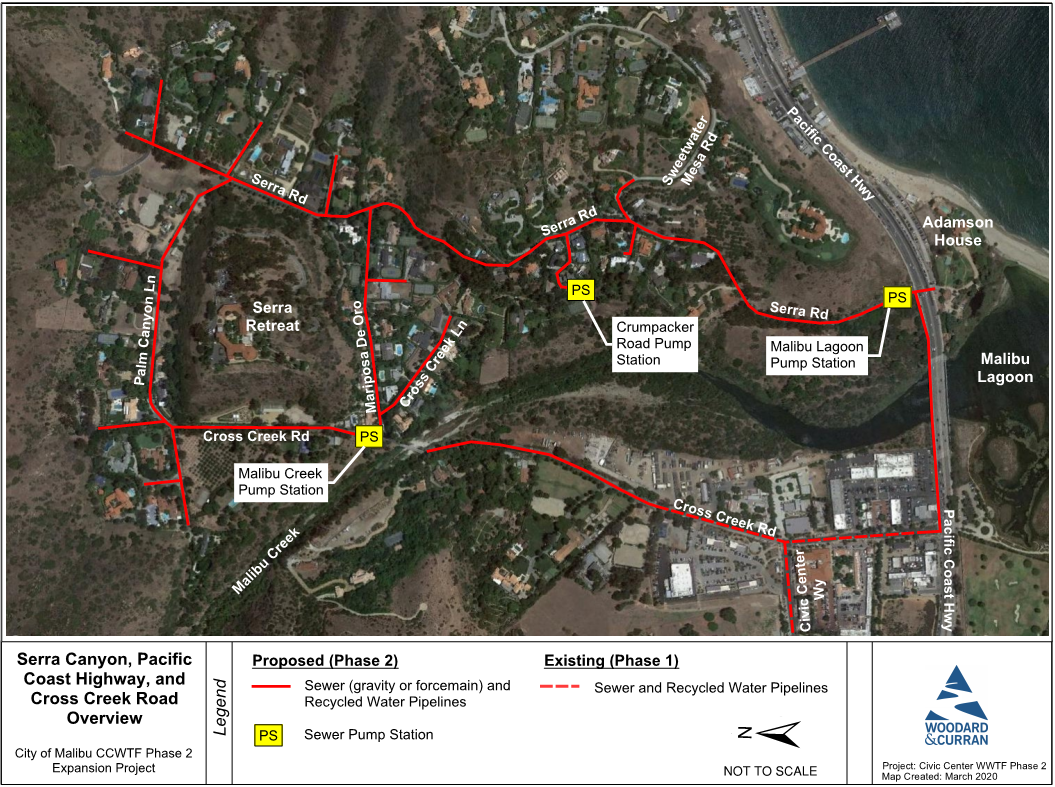 Pacific Coast Hwy
Sweetwater
Mesa Rd
Serra Rd
Serra Rd
Adamson
House
Palm Canyon Ln
Serra
Retreat
Mariposa De Oro
Cross Creek Ln
PS
Crumpacker
Road Pump
Station
Serra Rd
PS
Malibu Lagoon
Pump Station
Malibu
Lagoon
Cross Creek Rd
PS
Malibu Creek
Pump Station
Malibu Creek
Cross Creek Rd
Civic Center
Wy
Pacific Coast Hwy
Serra Canyon, Pacific
Coast Highway, and
Cross Creek Road
Overview
City of Malibu CCWTF Phase 2
Expansion Project
Legend
Proposed (Phase 2)
Sewer (gravity or forcemain) and
Recycled Water Pipelines
PS Sewer Pump Station
Existing (Phase 1)
Sewer and Recycled Water Pipelines
N
NOT TO SCALE
WOODARD
&CURRAN
Project: Civic Center WWTF Phase 2
Map Created: March 2020